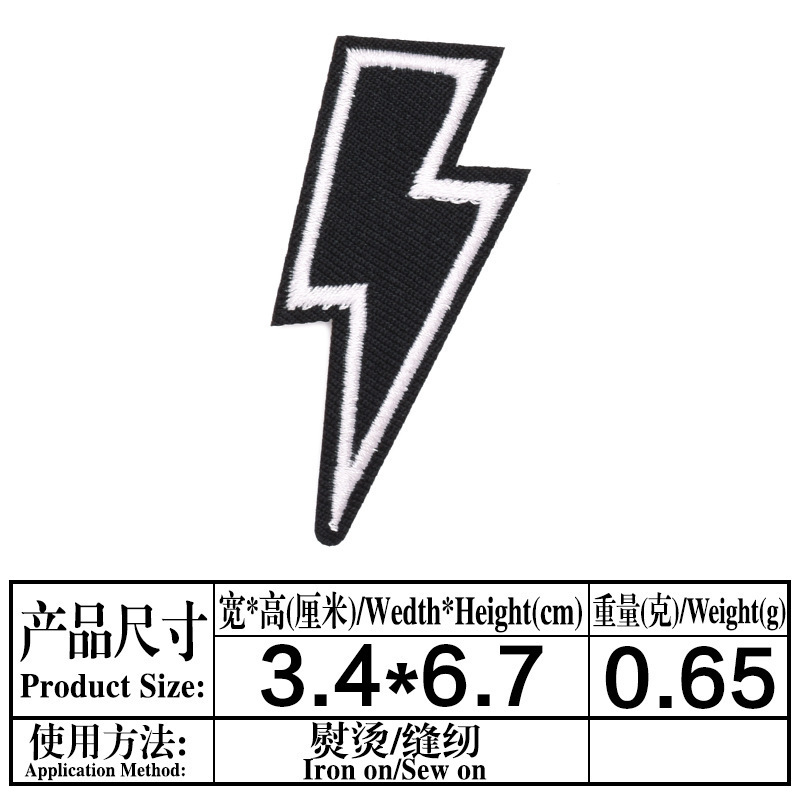 产品尺寸
Product Size:
宽*高(厘米)/Wedth*Height(cm)
3.4*6.7
重量(克)/Weight(g)
0.65
使用方法:
Application Method:
熨烫/缝纫
Iron on/Sew on